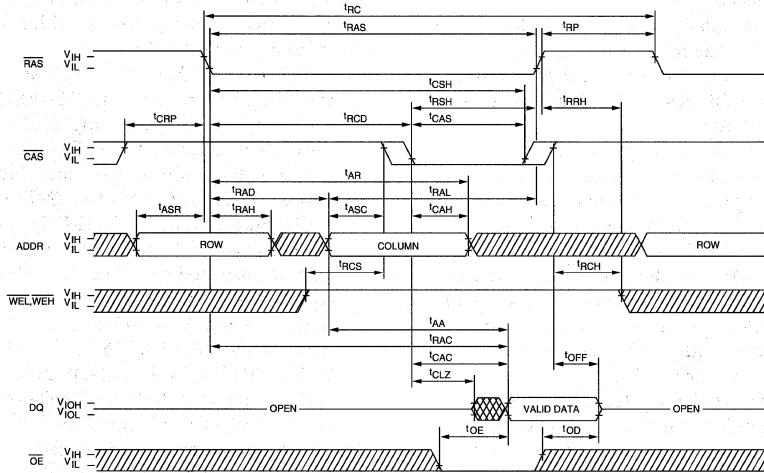 tRC
tRAS
tRP
RAS
VIH
VIL
tCSH
tRSH
tRRH
tCRP
tRCD
tCAS
CAS
VIH
VIL
tAR
tRAD
tRAL
tASR
tRAH
tASC
tCAH
ADDR
VIH
VIL
ROW
COLUMN
ROW
tRCS
tRCH
WEL,WEH
VIH
VIL
tAA
tRAC
tCAC
tOFF
tCLZ
DQ
VIOH
VIOL
OPEN
VALID DATA
OPEN
tOE
tOD
OE
VIH
VIL